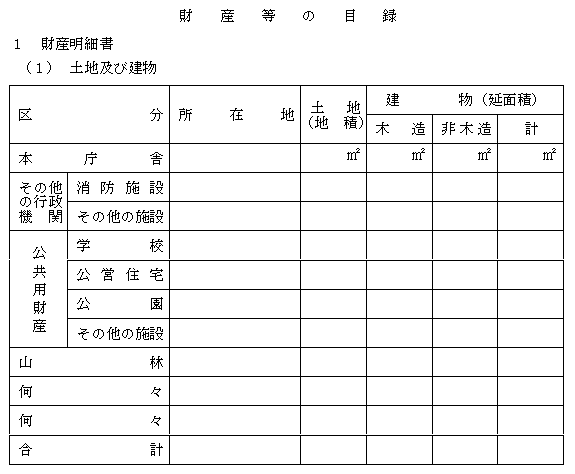 財産等の目録
1 財産明細書
(1) 土地及び建物
区分 所在地 土地(地積) 建物(延面積)
木造 非木造 計
本庁舎 ㎡ ㎡ ㎡ ㎡
その他の行政機関 消防施設
その他の施設
公共用財産 学校
公営住宅
公園
その他の施設
山林
何々
何々
合計